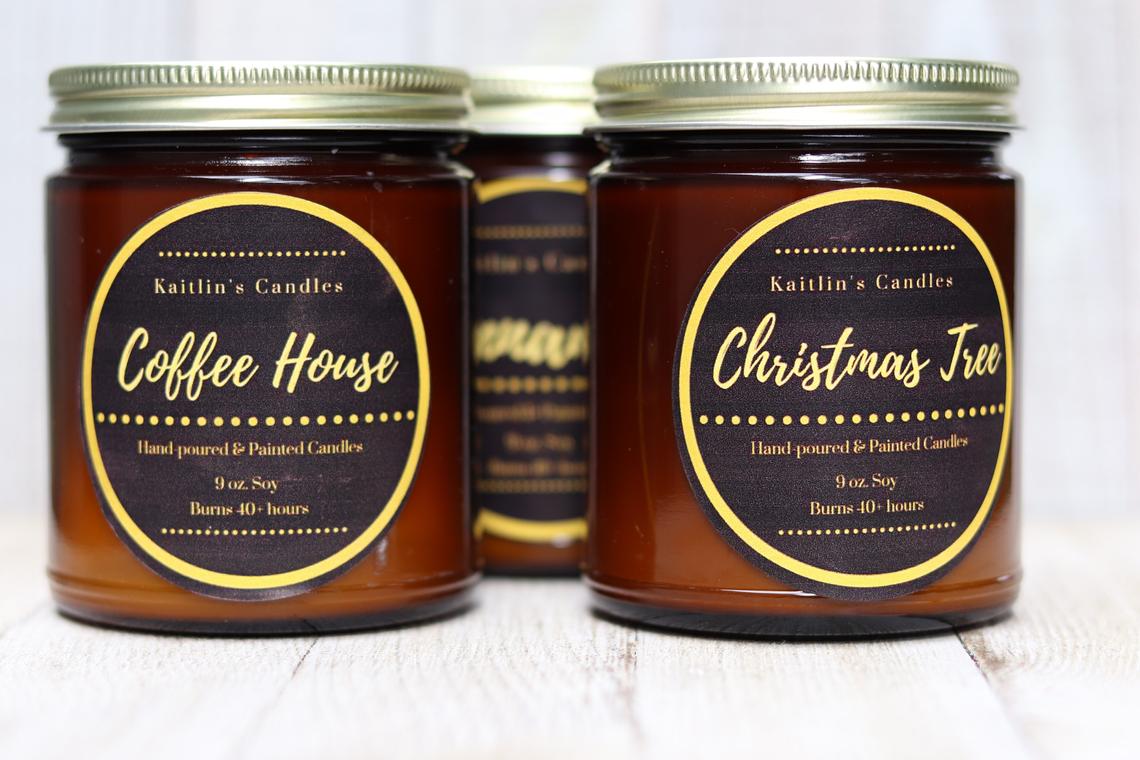 Kaitlin's Candles
Coffee House
Hand-poured & Painted Candles
9 oz. Soy
Burns 40+ hours
Kaitlin's Candles
Christmas Tree
Hand-poured & Painted Candles
9 oz. Soy
Burns 40+ hours